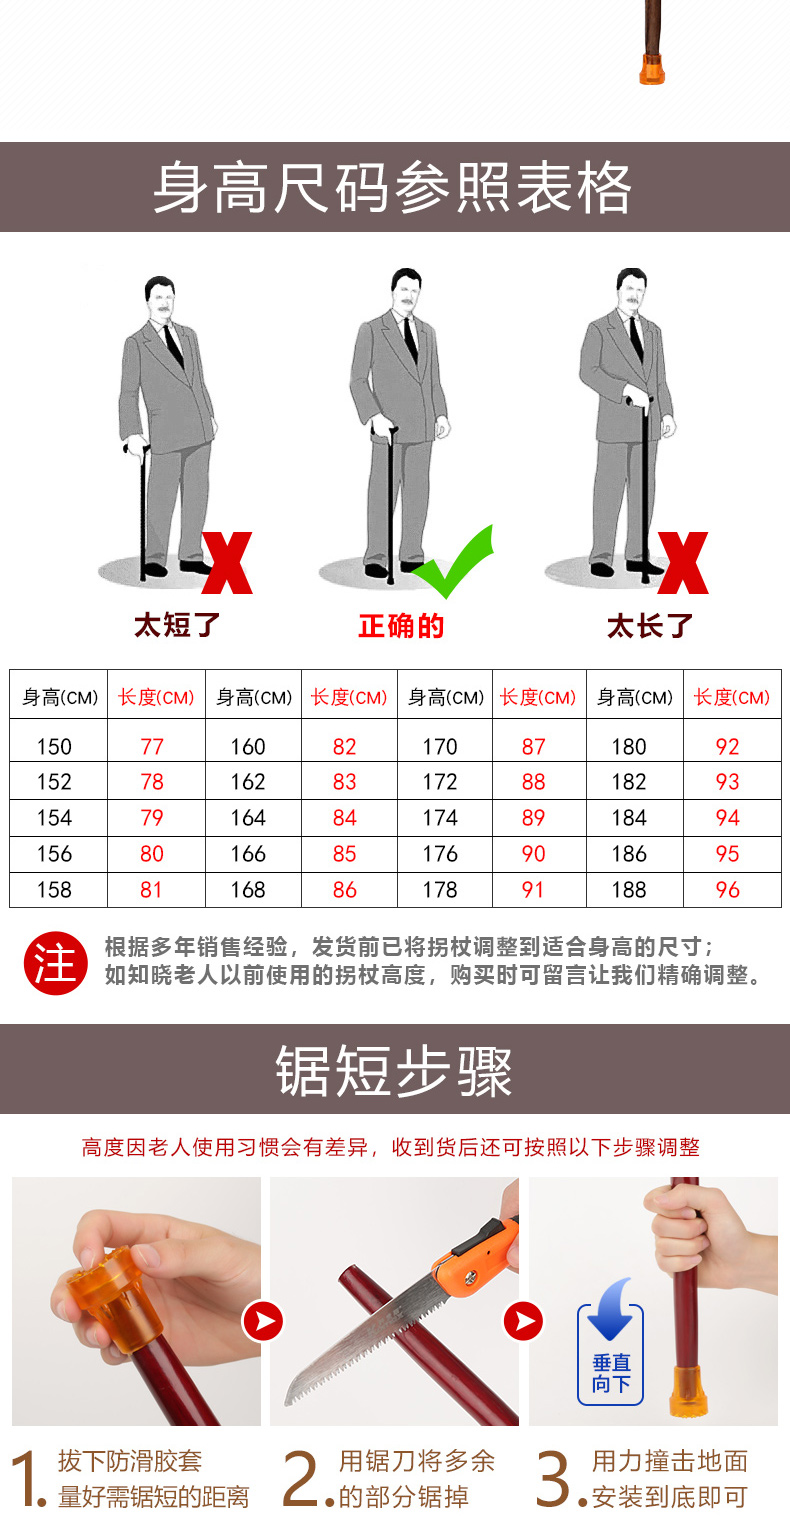 身高尺码参照表格
太短了 正确的 太长了
身高(CM) 长度(CM) 身高(CM) 长度(CM) 身高(CM) 长度(CM) 身高(CM) 长度(CM)
150 77 160 82 170 87 180 92
152 78 162 83 172 88 182 93
154 79 164 84 174 89 184 94
156 80 166 85 176 90 186 95
158 81 168 86 178 91 188 96
注
根据多年销售经验，发货前已将拐杖调整到适合身高的尺寸；
如知晓老人以前使用的拐杖高度，购买时可留言让我们精确调整。
锯短步骤
高度因老人使用习惯会有差异，收到货后还可按照以下步骤调整
垂直
向下
1.
拔下防滑胶套
量好需锯短的距离
2.
用锯刀将多余
的部分锯掉
3.
用力撞击地面
安装到底即可